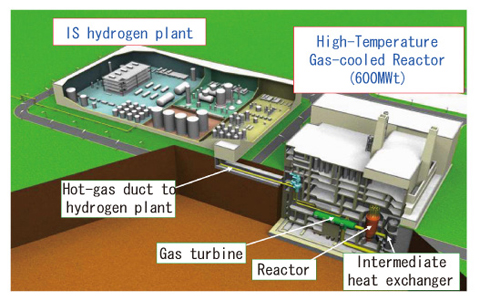 IS hydrogen plant
High-Temperature
Gas-cooled Reactor
(600MWt)
Hot-gas duct to
hydrogen plant
Gas turbine
Reactor
Intermediate
heat exchanger